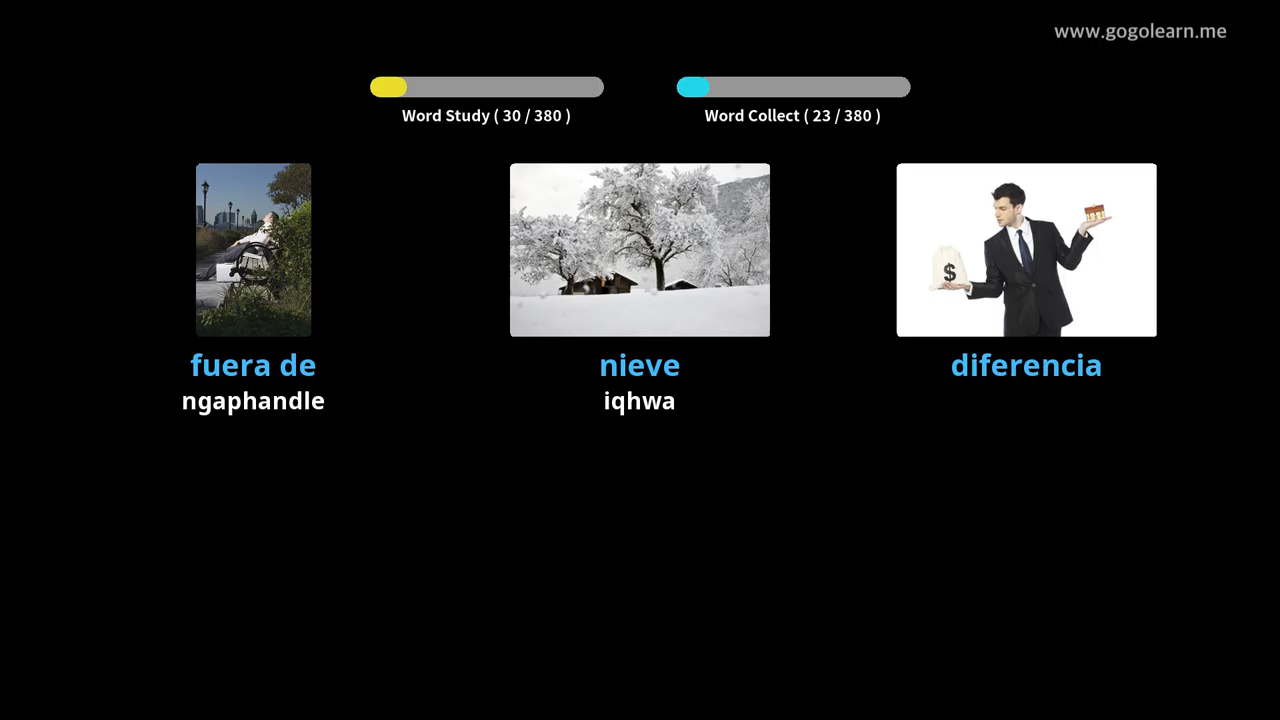 www.gogolearn.me
Word Study ( 30 / 380 )
Word Collect ( 23 / 380 )
fuera de
ngaphandle
nieve
iqhwa
diferencia
$